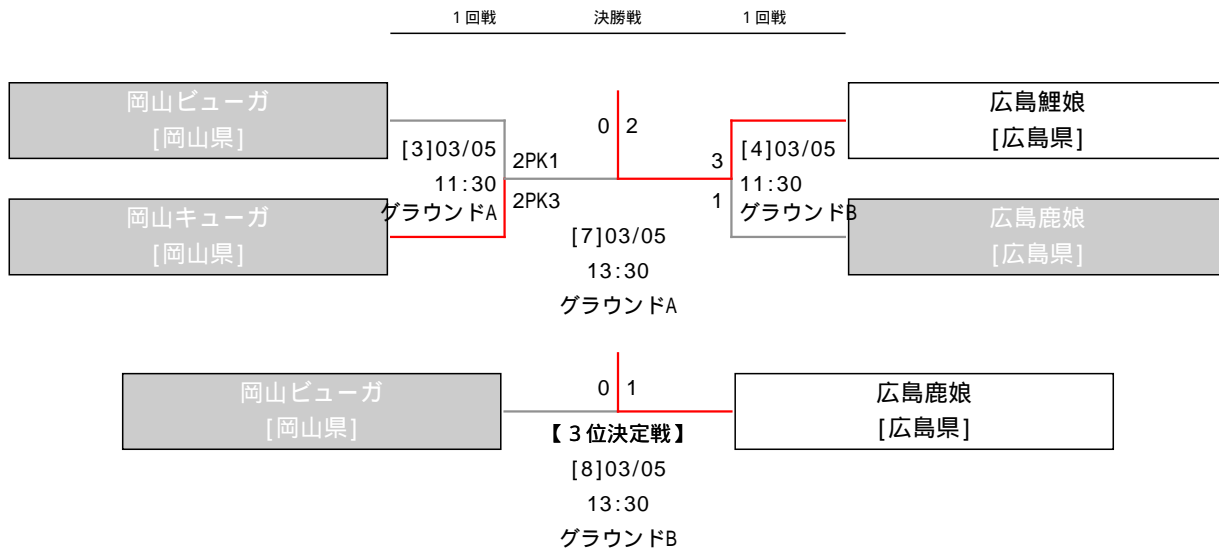 1回戦
決勝戦
1回戦
岡山ビューガ
[岡山県]
[3]03/05
11:30
グラウンドA
2PK1
2PK3
岡山キューガ
[岡山県]
0
2
[7]03/05
13:30
グラウンドA
3
1
[4]03/05
11:30
グラウンドB
広島鯉娘
[広島県]
広島鹿娘
[広島県]
岡山ビューガ
[岡山県]
0
1
【３位決定戦】
[8]03/05
13:30
グラウンドB
広島鹿娘
[広島県]